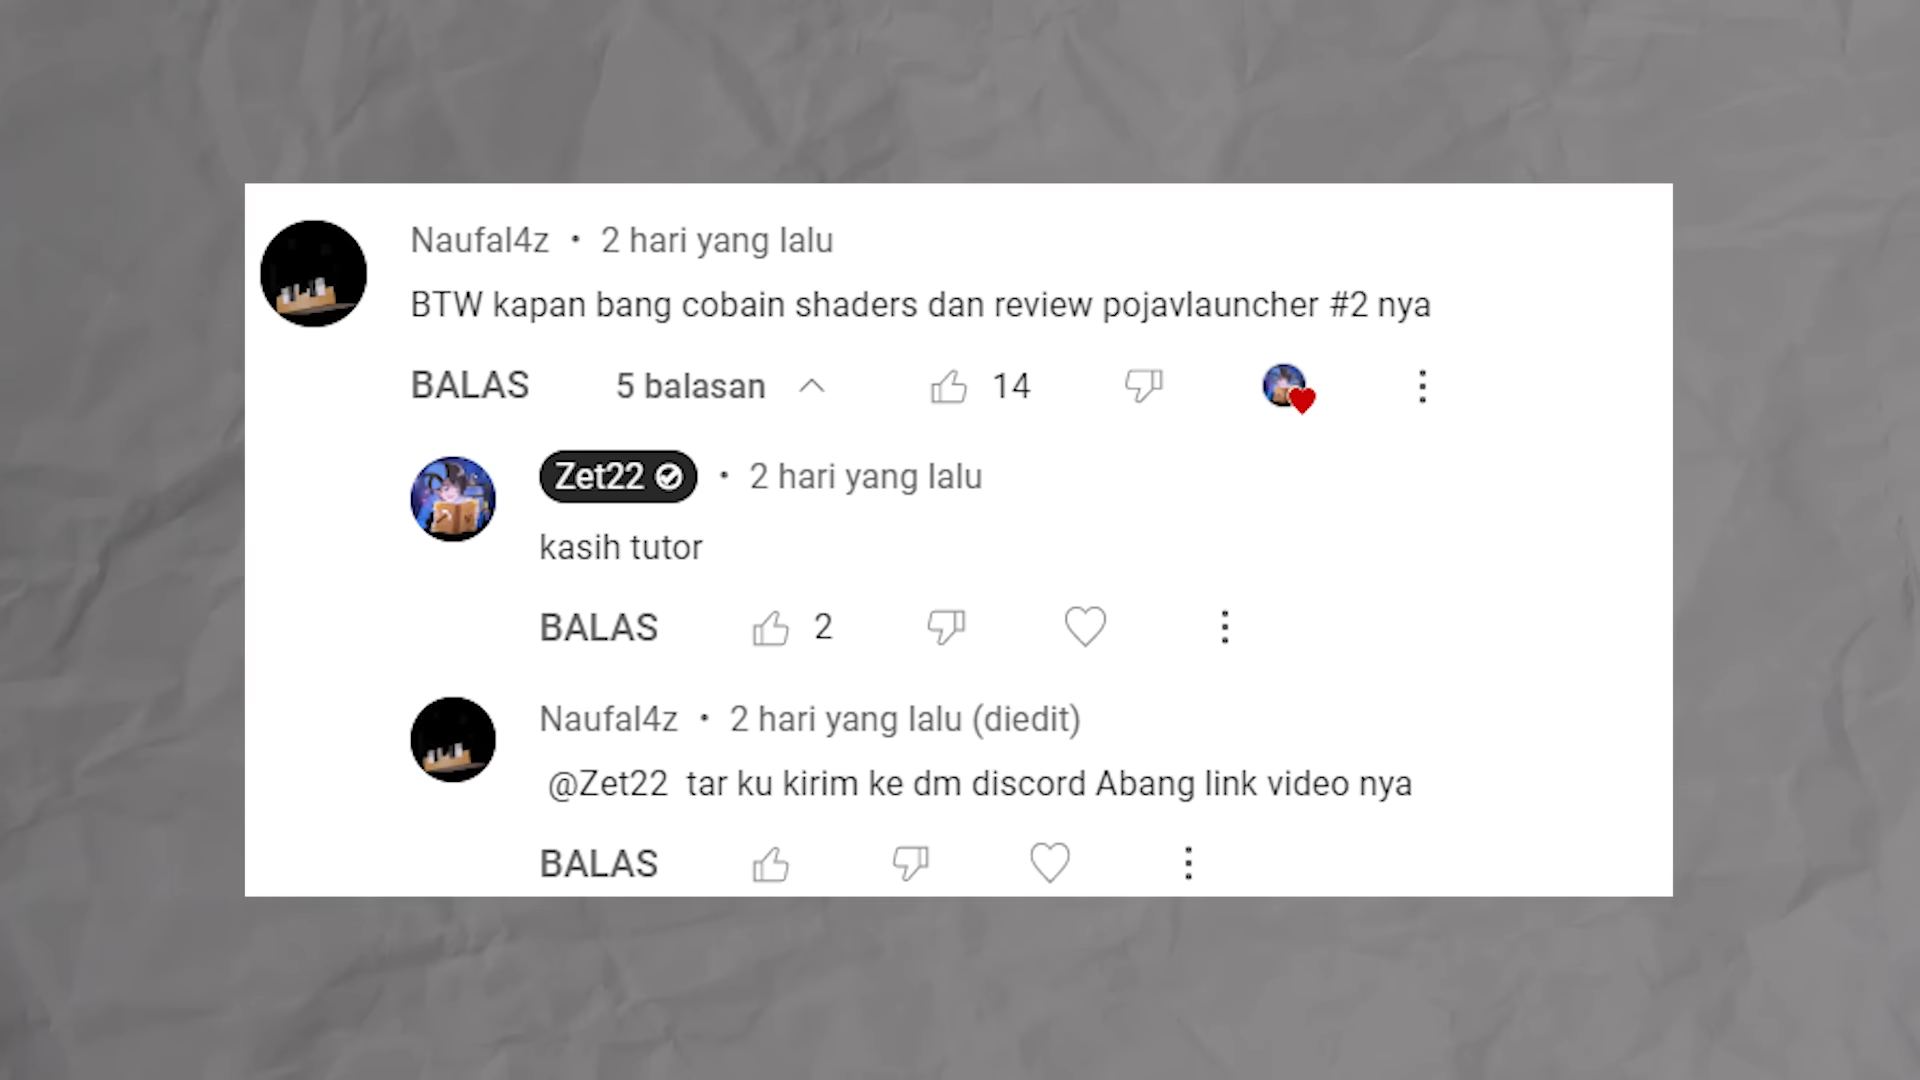 Naufal4z • 2 hari yang lalu
BTW kapan bang cobain shaders dan review pojavlauncher #2 nya
BALAS 5 balasan 14
Zet22 • 2 hari yang lalu
kasih tutor
BALAS 2
Naufal4z • 2 hari yang lalu (diedit)
@Zet22 tar ku kirim ke dm discord Abang link video nya
BALAS